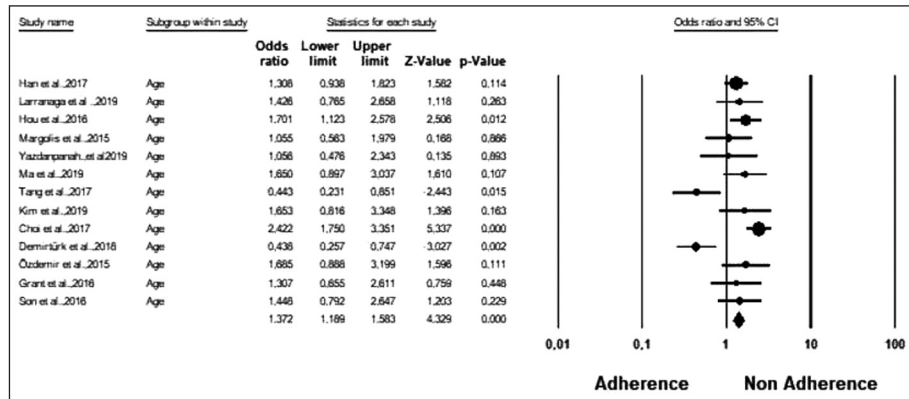 Study name Subgroup within study Statistics for each study Odds ratio and 95% CI
Odds ratio Lower limit Upper limit Z-Value p-Value
Han et al.,2017 Age 1,308 0,938 1,823 1,582 0,114
Larranaga et al .,2019 Age 1,426 0,765 2,658 1,118 0,263
Hou et al.,2016 Age 1,701 1,123 2,578 2,506 0,012
Margolis et al.,2015 Age 1,055 0,563 1,979 0,168 0,866
Yazdanpanah.,et al2019 Age 1,056 0,476 2,343 0,135 0,893
Ma et al.,2019 Age 1,650 0,897 3,037 1,610 0,107
Tang et al.,2017 Age 0,443 0,231 0,851 -2,443 0,015
Kim et al.,2019 Age 1,653 0,816 3,348 1,396 0,163
Choi et al.,2017 Age 2,422 1,750 3,351 5,337 0,000
Demirtürk et al.,2018 Age 0,438 0,257 0,747 -3,027 0,002
Özdemir et al.,2015 Age 1,685 0,888 3,199 1,596 0,111
Grant et al.,2016 Age 1,307 0,655 2,611 0,759 0,448
Son et al.,2016 Age 1,448 0,792 2,647 1,203 0,229
1,372 1,189 1,583 4,329 0,000
0,01 0,1 1 10 100
Adherence Non Adherence